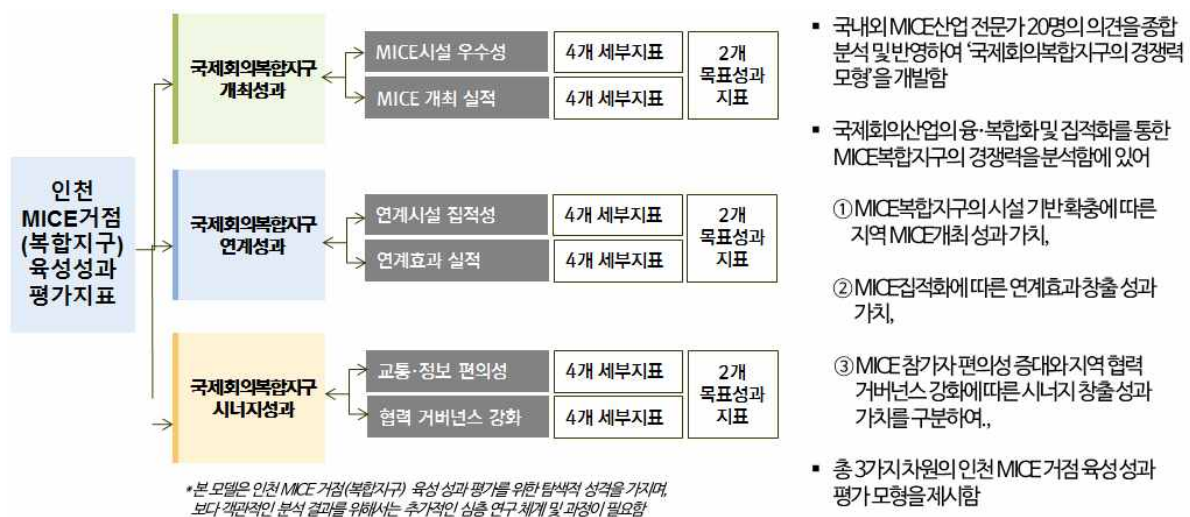 인천
MICE거점
(복합지구)
육성성과
평가지표
국제회의복합지구
개최성과
MICE시설 우수성
4개 세부지표
MICE 개최 실적
4개 세부지표
2개
목표성과
지표
국제회의복합지구
연계성과
연계시설 집적성
4개 세부지표
연계효과 실적
4개 세부지표
2개
목표성과
지표
국제회의복합지구
시너지성과
교통·정보 편의성
4개 세부지표
협력 거버넌스 강화
4개 세부지표
2개
목표성과
지표
*본 모델은 인천 MICE 거점(복합지구) 육성 성과 평가를 위한 탐색적 성격을 가지며,
보다 객관적인 분석 결과를 위해서는 추가적인 심층 연구 체계 및 과정이 필요함
▪ 국내외 MICE산업 전문가 20명의 의견을 종합
분석 및 반영하여 ‘국제회의복합지구의 경쟁력
모형’을 개발함
▪ 국제회의산업의 융·복합화 및 집적화를 통한
MICE복합지구의 경쟁력을 분석함에 있어
① MICE복합지구의 시설 기반 확충에 따른
지역 MICE개최 성과 가치,
② MICE집적화에 따른 연계효과 창출 성과
가치,
③ MICE 참가자 편의성 증대와 지역 협력
거버넌스 강화에 따른 시너지 창출 성과
가치를 구분하여.,
▪ 총 3가지 차원의 인천 MICE 거점 육성 성과
평가 모형을 제시함